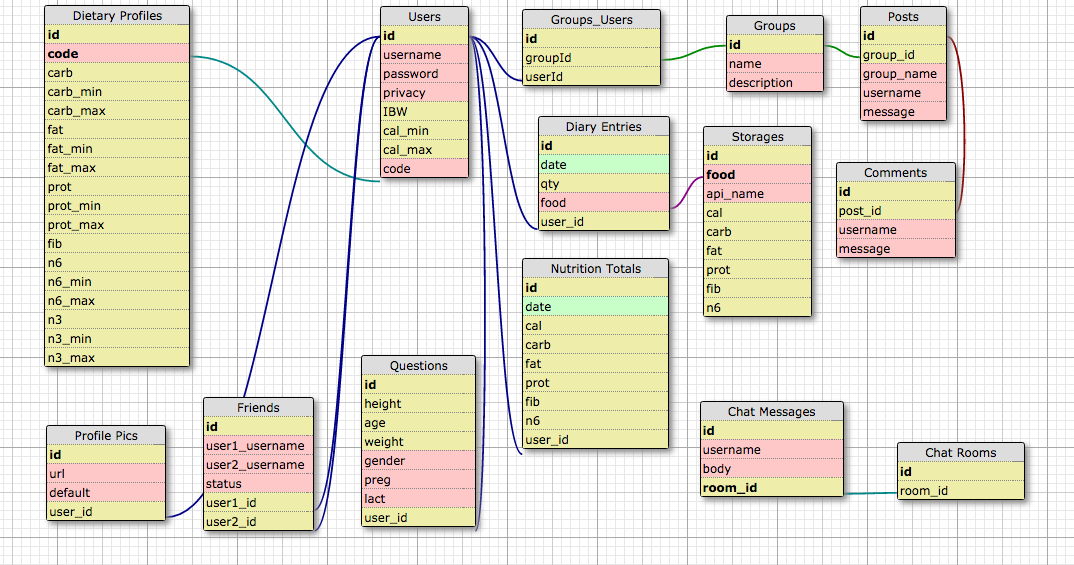 Dietary Profiles
id
code
carb
carb_min
carb_max
fat
fat_min
fat_max
prot
prot_min
prot_max
fib
n6
n6_min
n6_max
n3
n3_min
n3_max
Users
id
username
password
privacy
IBW
cal_min
cal_max
code
Groups_Users
id
groupId
userId
Groups
id
name
description
Posts
id
group_id
group_name
username
message
Diary Entries
id
date
qty
food
user_id
Storages
id
food
api_name
cal
carb
fat
prot
fib
n6
Comments
id
post_id
username
message
Nutrition Totals
id
date
cal
carb
fat
prot
fib
n6
user_id
Profile Pics
id
url
default
user_id
Friends
id
user1_username
user2_username
status
user1_id
user2_id
Questions
id
height
age
weight
gender
preg
lact
user_id
Chat Messages
id
username
body
room_id
Chat Rooms
id
room_id